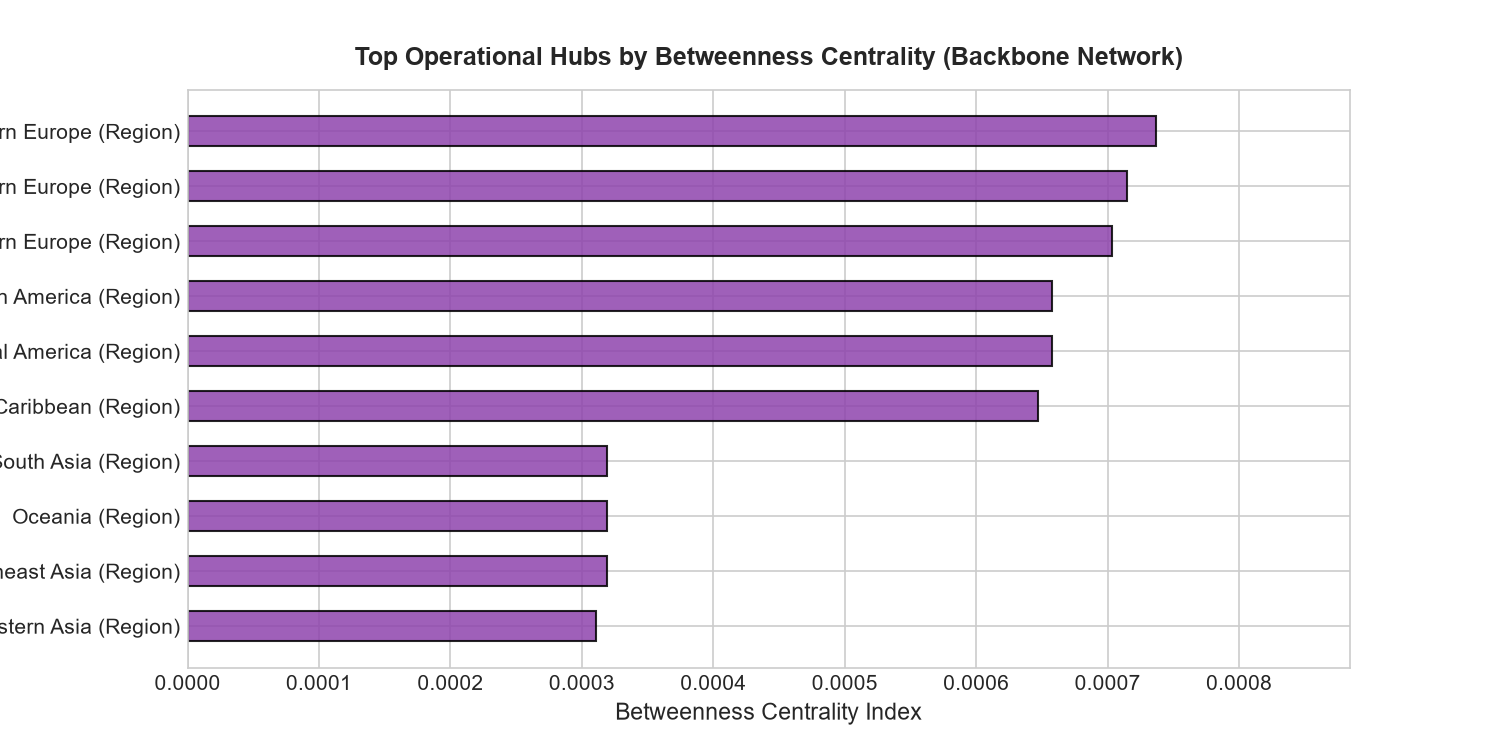 Top Operational Hubs by Betweenness Centrality (Backbone Network)
rn Europe (Region)
rn Europe (Region)
rn Europe (Region)
n America (Region)
al America (Region)
Caribbean (Region)
South Asia (Region)
Oceania (Region)
heast Asia (Region)
stern Asia (Region)
0.0000 0.0001 0.0002 0.0003 0.0004 0.0005 0.0006 0.0007 0.0008
Betweenness Centrality Index